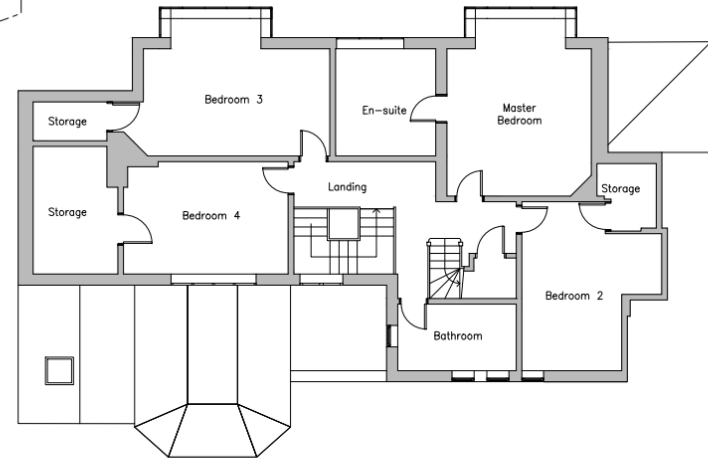 Bedroom 3
Storage
En-suite
Master
Bedroom
Storage
Landing
Storage
Bedroom 4
Bedroom 2
Bathroom